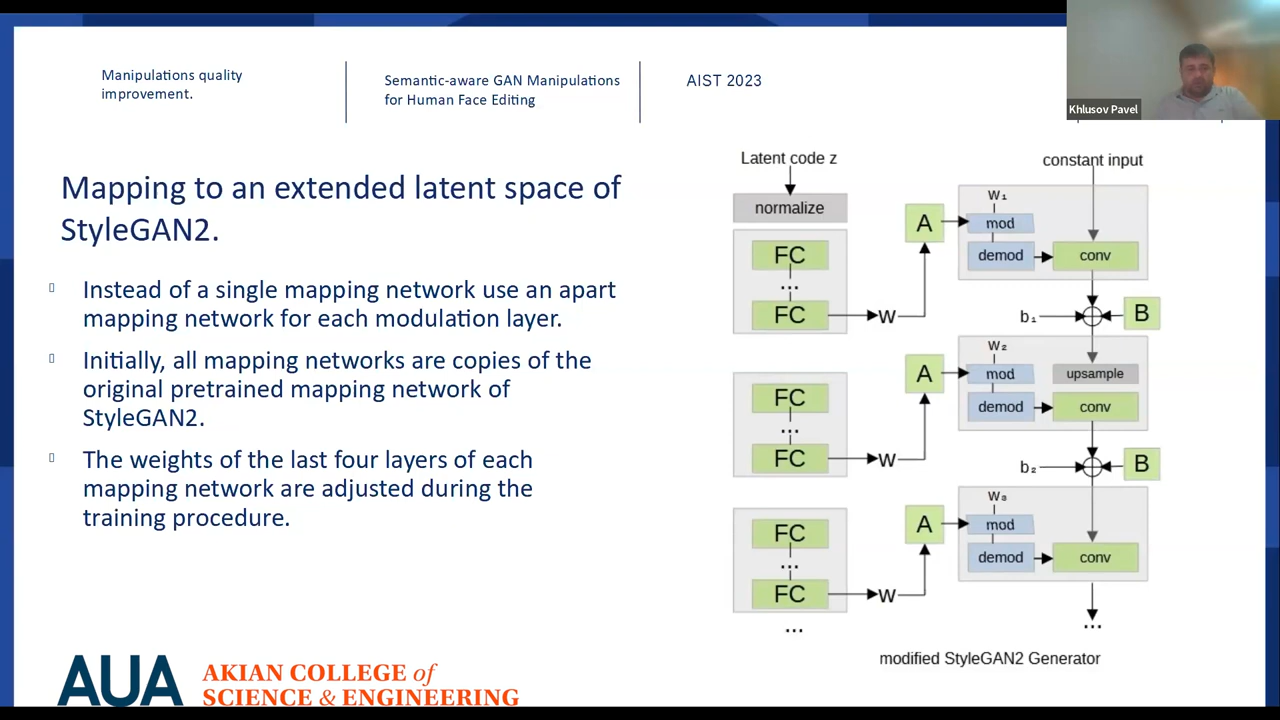 Manipulations quality
improvement.
Semantic-aware GAN Manipulations
for Human Face Editing
AIST 2023
Khlusov Pavel
Mapping to an extended latent space of
StyleGAN2.
Instead of a single mapping network use an apart
mapping network for each modulation layer.
Initially, all mapping networks are copies of the
original pretrained mapping network of
StyleGAN2.
The weights of the last four layers of each
mapping network are adjusted during the
training procedure.
Latent code z
normalize
FC
...
FC
W
FC
...
FC
W
FC
...
FC
W
...
constant input
A
W₁
mod
demod
conv
b₁
B
A
W₂
mod
upsample
demod
conv
b₂
B
A
W₃
mod
demod
conv
...
modified StyleGAN2 Generator
AUA
AKIAN COLLEGE of
SCIENCE & ENGINEERING